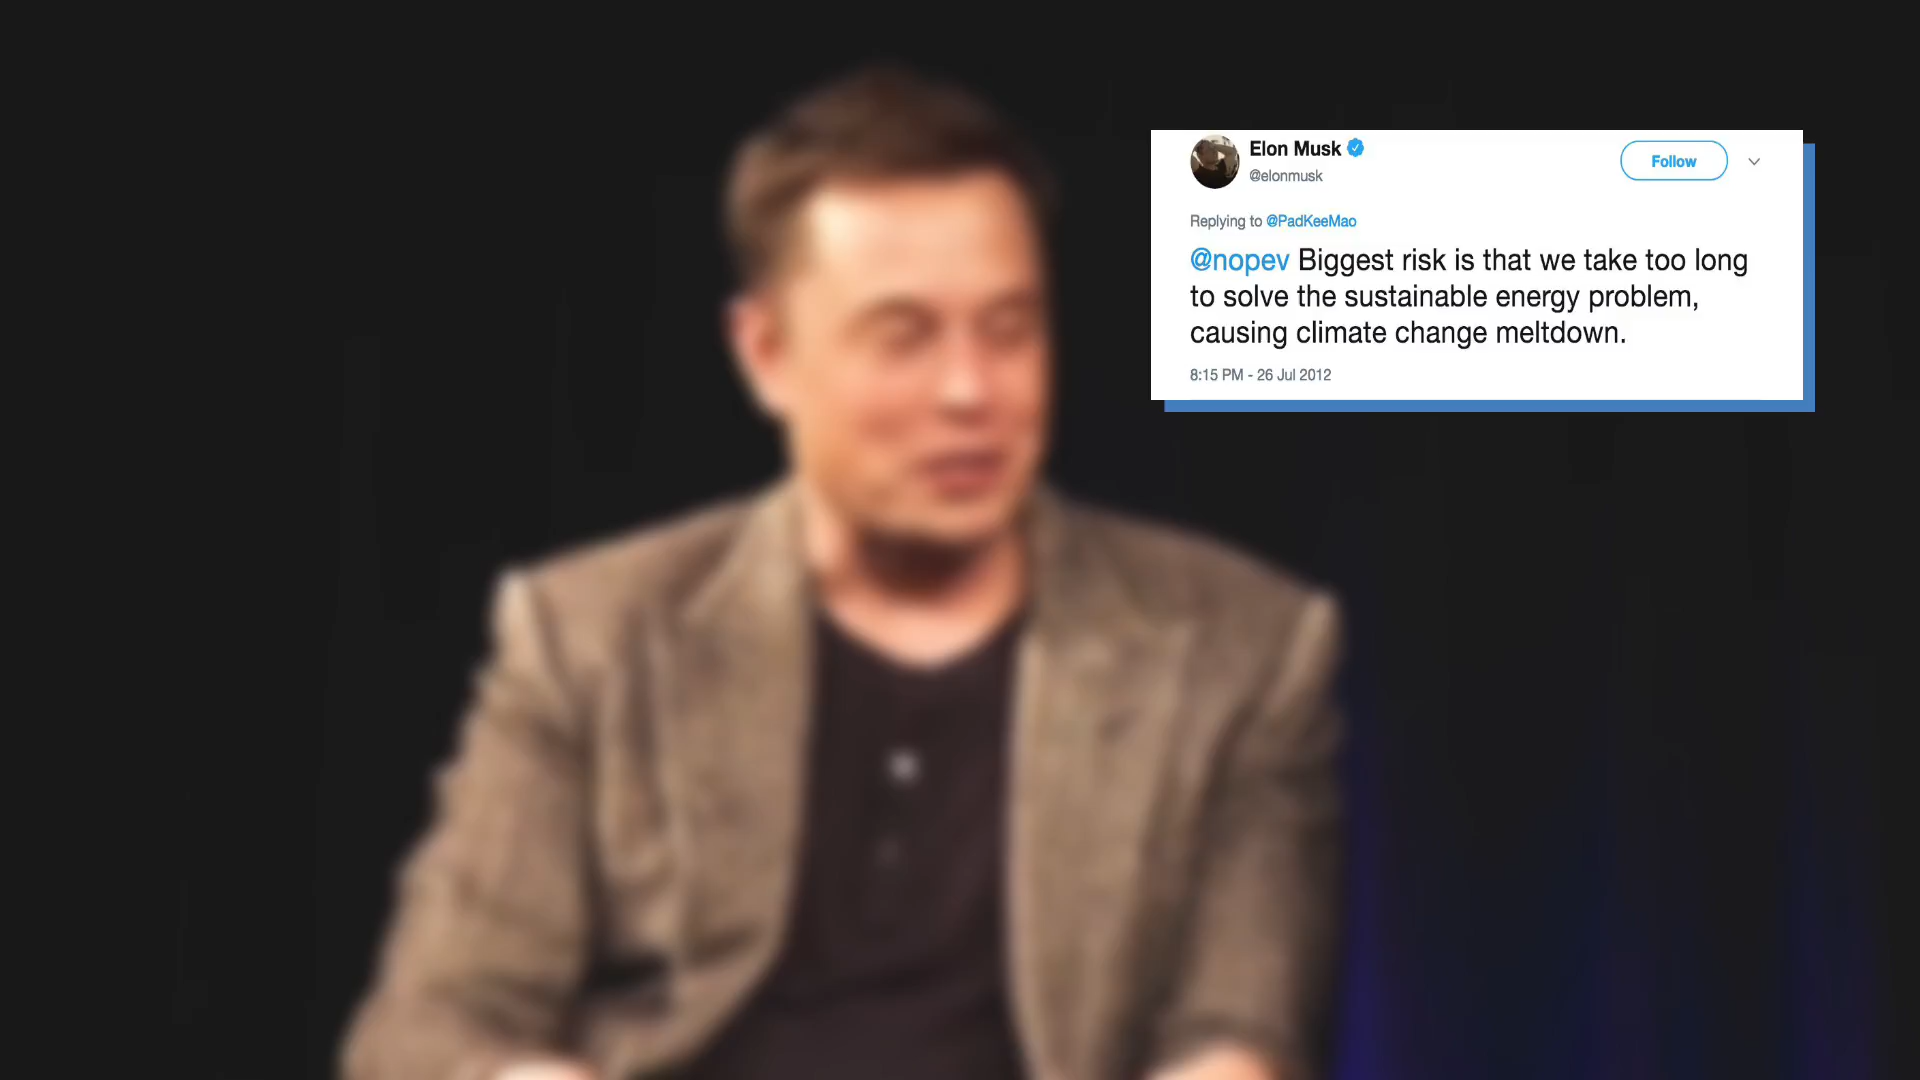 Elon Musk
@elonmusk
Follow
Replying to @PadKeeMao
@nopev Biggest risk is that we take too long
to solve the sustainable energy problem,
causing climate change meltdown.
8:15 PM - 26 Jul 2012